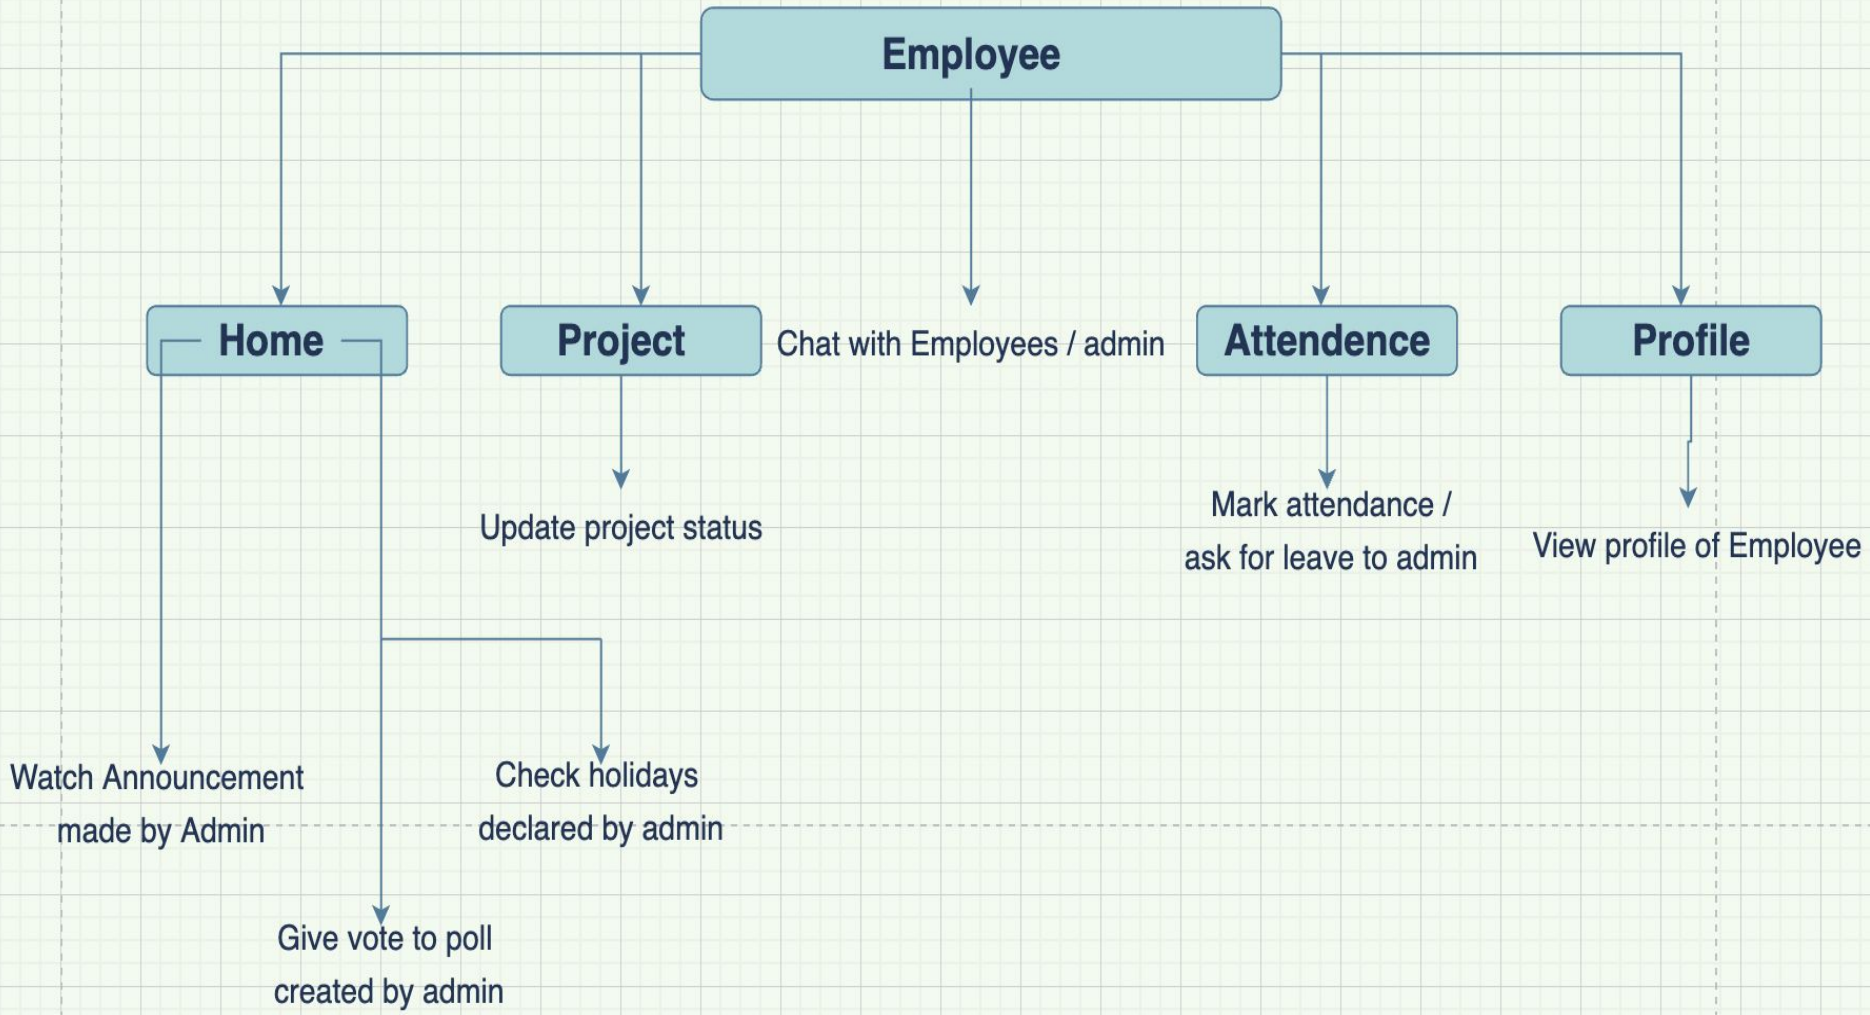 Employee
Home
Project
Chat with Employees / admin
Attendence
Profile
Update project status
Mark attendance /
ask for leave to admin
View profile of Employee
Watch Announcement
made by Admin
Check holidays
declared by admin
Give vote to poll
created by admin